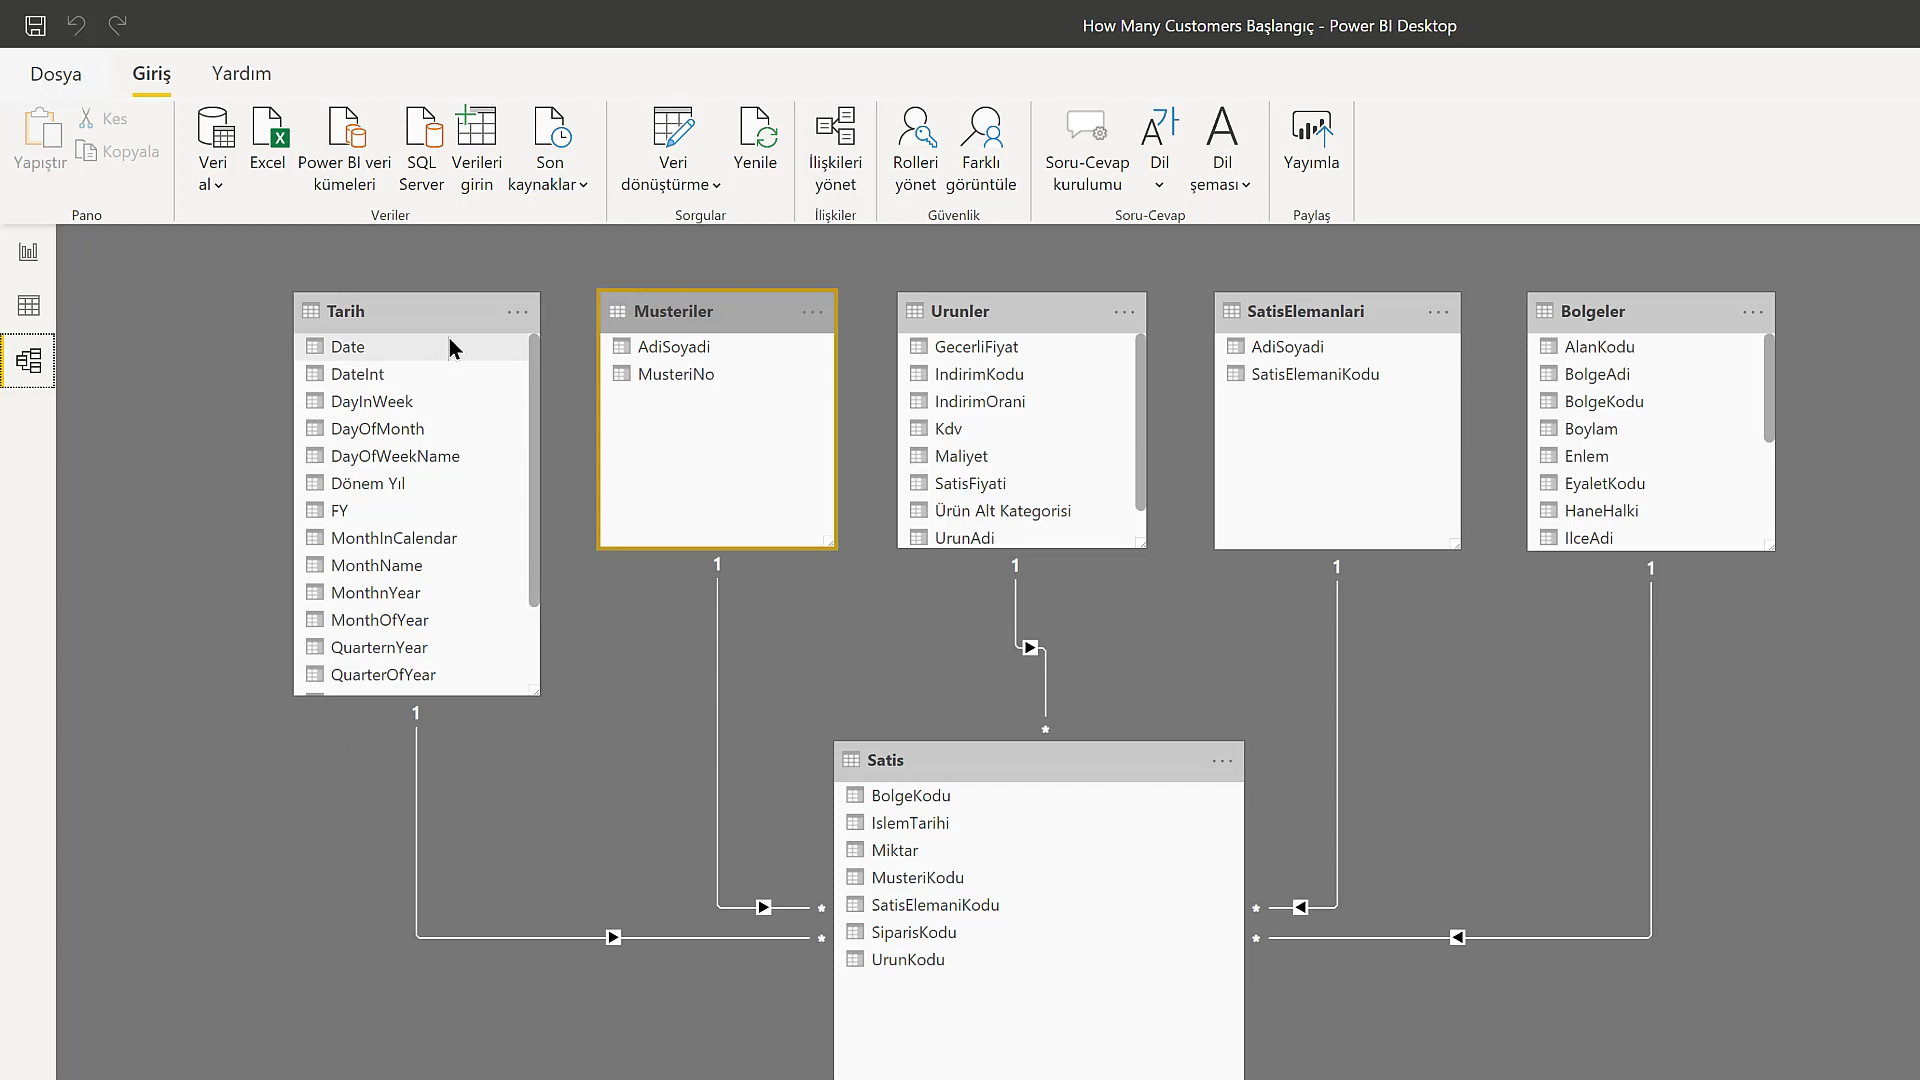 How Many Customers Başlangıç - Power BI Desktop
Dosya
Giriş
Yardım
Yapıştır
Kes
Kopyala
Pano
Veri
al
Excel
Power BI veri
kümeleri
SQL
Server
Verileri
girin
Son
kaynaklar
Veriler
Veri
dönüştürme
Yenile
Sorgular
İlişkileri
yönet
İlişkiler
Rolleri
yönet
Farklı
görüntüle
Güvenlik
Soru-Cevap
kurulumu
Dil
Dil
şeması
Soru-Cevap
Yayımla
Paylaş
Tarih
Date
DateInt
DayInWeek
DayOfMonth
DayOfWeekName
Dönem Yıl
FY
MonthInCalendar
MonthName
MonthnYear
MonthOfYear
QuarternYear
QuarterOfYear
1
Musteriler
AdiSoyadi
MusteriNo
1
Urunler
GecerliFiyat
IndirimKodu
IndirimOrani
Kdv
Maliyet
SatisFiyati
Ürün Alt Kategorisi
UrunAdi
1
*
SatisElemanlari
AdiSoyadi
SatisElemaniKodu
1
Bolgeler
AlanKodu
BolgeAdi
BolgeKodu
Boylam
Enlem
EyaletKodu
HaneHalki
IlceAdi
1
Satis
BolgeKodu
IslemTarihi
Miktar
MusteriKodu
SatisElemaniKodu
SiparisKodu
UrunKodu
*
*
*
*